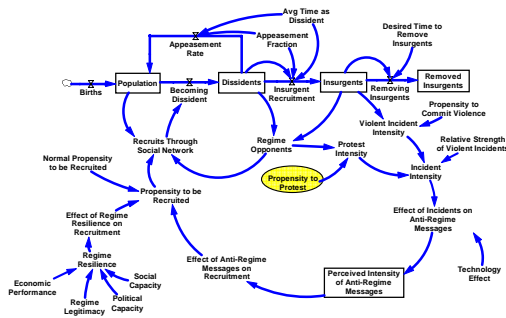 Avg Time as
Dissident
Desired Time to
Remove
Insurgents
Appeasement
Fraction
Appeasement
Rate
Population
Dissidents
Insurgents
Removed
Insurgents
Births
Becoming
Dissident
Insurgent
Recruitment
Removing
Insurgents
Propensity to
Commit Violence
Violent Incident
Intensity
Recruits Through
Social Network
Regime
Opponents
Protest
Intensity
Relative Strength
of Violent Incidents
Incident
Intensity
Normal Propensity
to be Recruited
Propensity to
Protest
Propensity to be
Recruited
Effect of Regime
Resilience on
Recruitment
Effect of Incidents on
Anti-Regime
Messages
Regime
Resilience
Effect of Anti-Regime
Messages on
Recruitment
Perceived Intensity
of Anti-Regime
Messages
Technology
Effect
Economic
Performance
Social
Capacity
Regime
Legitimacy
Political
Capacity